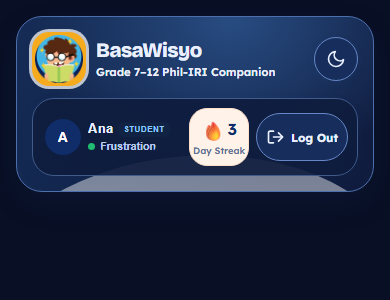 BasaWisyo
Grade 7–12 Phil-IRI Companion
A
Ana STUDENT
Frustration
3
Day Streak
Log Out